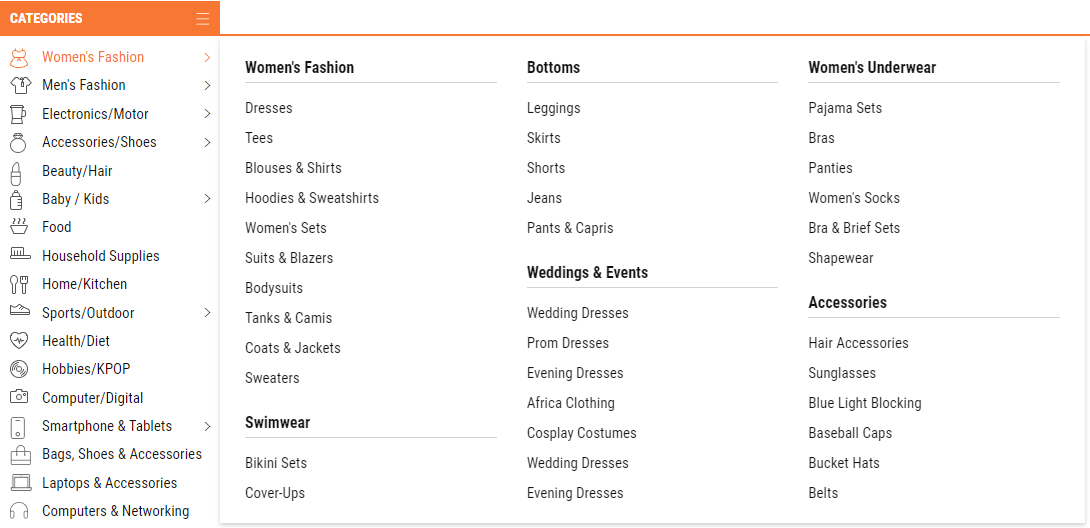 CATEGORIES
Women's Fashion
Men's Fashion
Electronics/Motor
Accessories/Shoes
Beauty/Hair
Baby / Kids
Food
Household Supplies
Home/Kitchen
Sports/Outdoor
Health/Diet
Hobbies/KPOP
Computer/Digital
Smartphone & Tablets
Bags, Shoes & Accessories
Laptops & Accessories
Computers & Networking
Women's Fashion
Dresses
Tees
Blouses & Shirts
Hoodies & Sweatshirts
Women's Sets
Suits & Blazers
Bodysuits
Tanks & Camis
Coats & Jackets
Sweaters
Swimwear
Bikini Sets
Cover-Ups
Bottoms
Leggings
Skirts
Shorts
Jeans
Pants & Capris
Weddings & Events
Wedding Dresses
Prom Dresses
Evening Dresses
Africa Clothing
Cosplay Costumes
Wedding Dresses
Evening Dresses
Women's Underwear
Pajama Sets
Bras
Panties
Women's Socks
Bra & Brief Sets
Shapewear
Accessories
Hair Accessories
Sunglasses
Blue Light Blocking
Baseball Caps
Bucket Hats
Belts